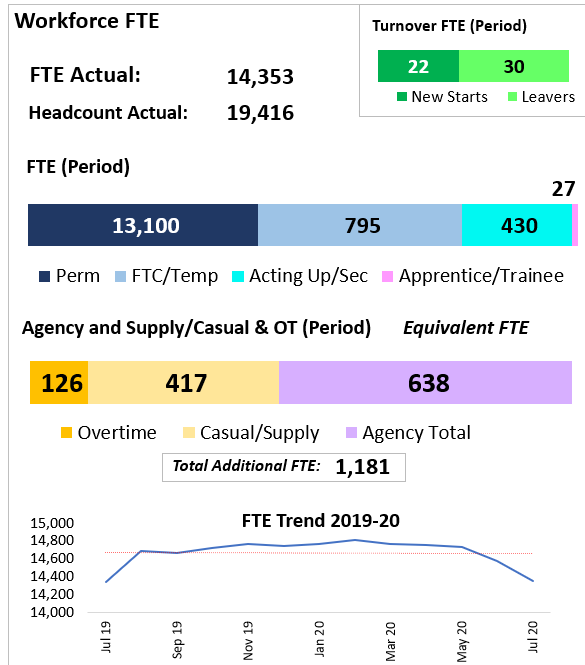 Workforce FTE
Turnover FTE (Period)
22 30
New Starts Leavers
FTE Actual: 14,353
Headcount Actual: 19,416
FTE (Period)
27
13,100 795 430
Perm FTC/Temp Acting Up/Sec Apprentice/Trainee
Agency and Supply/Casual & OT (Period) Equivalent FTE
126 417 638
Overtime Casual/Supply Agency Total
Total Additional FTE: 1,181
FTE Trend 2019-20
15,000
14,800
14,600
14,400
14,200
14,000
Jul 19 Sep 19 Nov 19 Jan 20 Mar 20 May 20 Jul 20